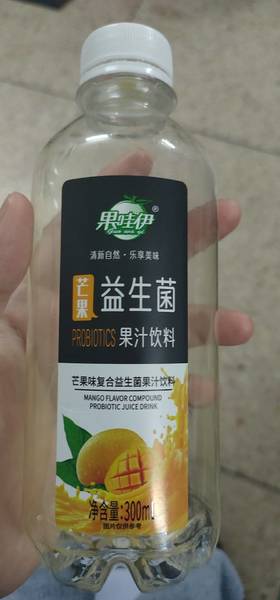 果哇伊®
清新自然·乐享美味
芒果
益生菌
PROBIOTICS 果汁饮料
芒果味复合益生菌果汁饮料
MANGO FLAVOR COMPOUND
PROBIOTIC JUICE DRINK
净含量:300mL
图片仅供参考